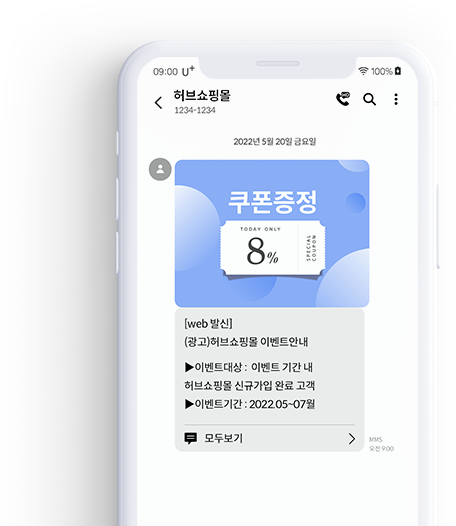 09:00 U+ 100%
허브쇼핑몰
1234-1234
HD
2022년 5월 20일 금요일
쿠폰증정
TODAY ONLY
8%
SPECIAL
COUPON
[web 발신]
(광고)허브쇼핑몰 이벤트안내
▶이벤트대상 : 이벤트 기간 내
허브쇼핑몰 신규가입 완료 고객
▶이벤트기간 : 2022.05~07월
모두보기
MMS
오전 9:00